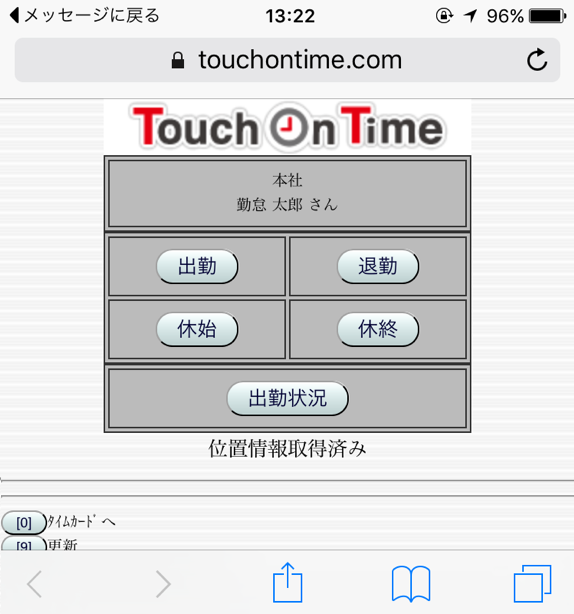 メッセージに戻る 13:22 96%
touchontime.com
Touch On Time
本社
勤怠 太郎 さん
出勤 退勤
休始 休終
出勤状況
位置情報取得済み
[0]ﾀｲﾑｶｰﾄﾞへ
[9]更新